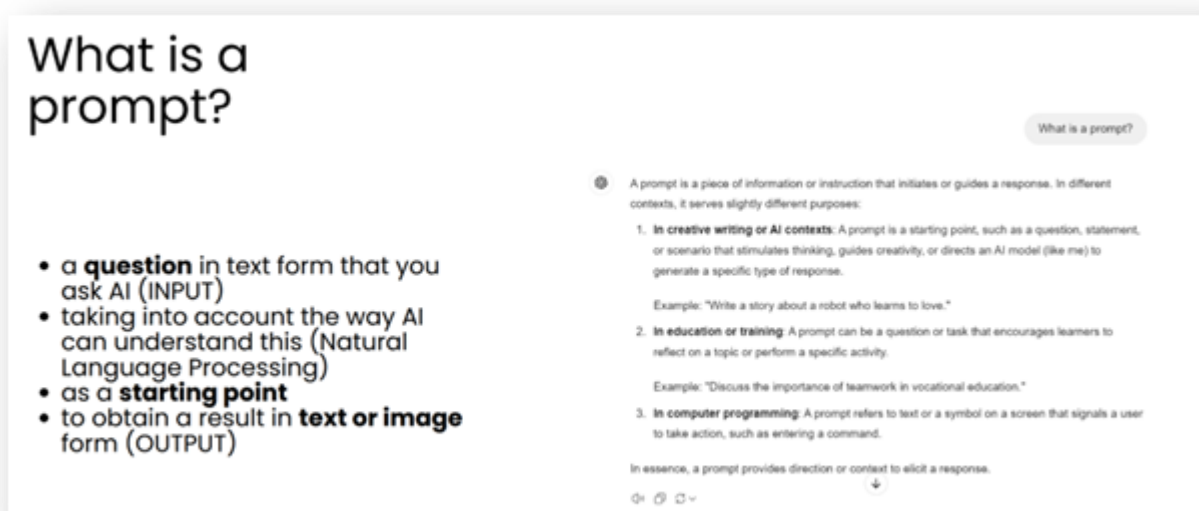 What is a
prompt?
• a question in text form that you
ask AI (INPUT)
• taking into account the way AI
can understand this (Natural
Language Processing)
• as a starting point
• to obtain a result in text or image
form (OUTPUT)
What is a prompt?
A prompt is a piece of information or instruction that initiates or guides a response. In different
contexts, it serves slightly different purposes:
1. In creative writing or AI contexts: A prompt is a starting point, such as a question, statement,
or scenario that stimulates thinking, guides creativity, or directs an AI model (like me) to
generate a specific type of response.
Example: "Write a story about a robot who learns to love."
2. In education or training: A prompt can be a question or task that encourages learners to
reflect on a topic or perform a specific activity.
Example: "Discuss the importance of teamwork in vocational education."
3. In computer programming: A prompt refers to text or a symbol on a screen that signals a user
to take action, such as entering a command.
In essence, a prompt provides direction or context to elicit a response.